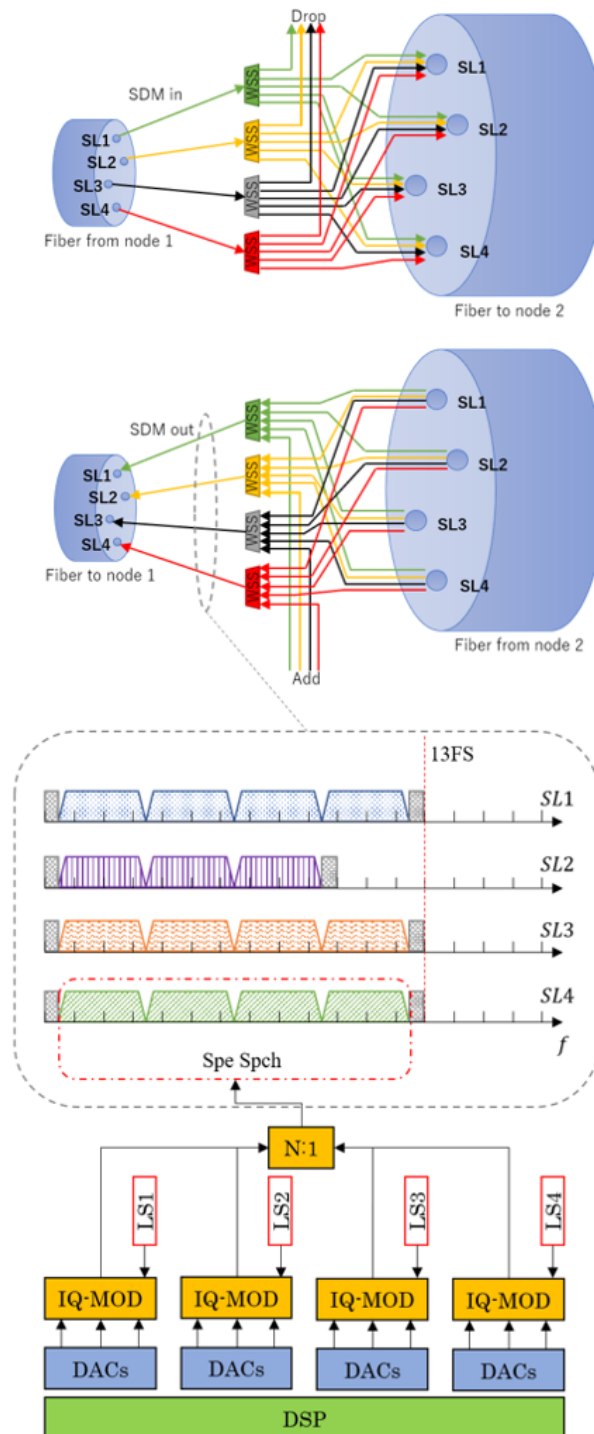 Drop
WSS
SL1
SDM in
SL1
WSS
SL2
SL2
SL3
WSS
SL3
SL4
Fiber from node 1
WSS
SL4
Fiber to node 2
WSS
SL1
SDM out
SL1
WSS
SL2
SL2
SL3
WSS
SL3
SL4
Fiber to node 1
WSS
SL4
Fiber from node 2
Add
13FS
SL1
SL2
SL3
SL4
f
Spe Spch
N:1
LS1
LS2
LS3
LS4
IQ-MOD
IQ-MOD
IQ-MOD
IQ-MOD
DACs
DACs
DACs
DACs
DSP